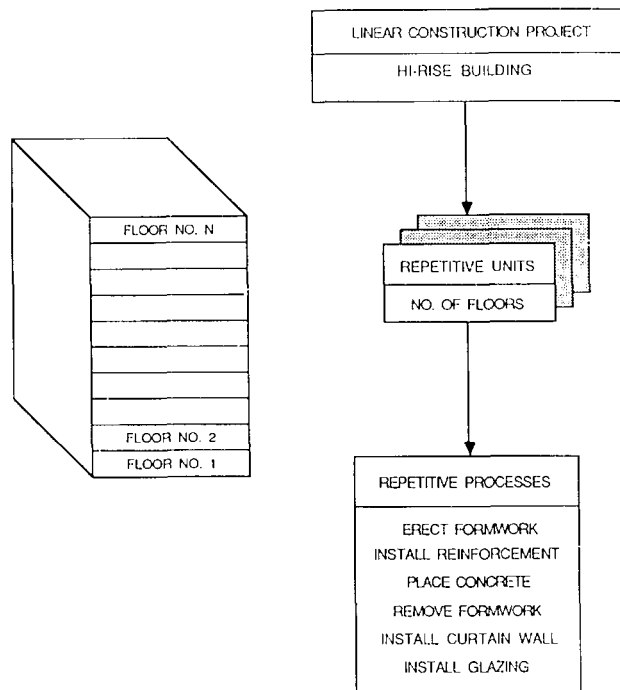 LINEAR CONSTRUCTION PROJECT
HI-RISE BUILDING
FLOOR NO. N
REPETITIVE UNITS
NO. OF FLOORS
FLOOR NO. 2
FLOOR NO. 1
REPETITIVE PROCESSES
ERECT FORMWORK
INSTALL REINFORCEMENT
PLACE CONCRETE
REMOVE FORMWORK
INSTALL CURTAIN WALL
INSTALL GLAZING